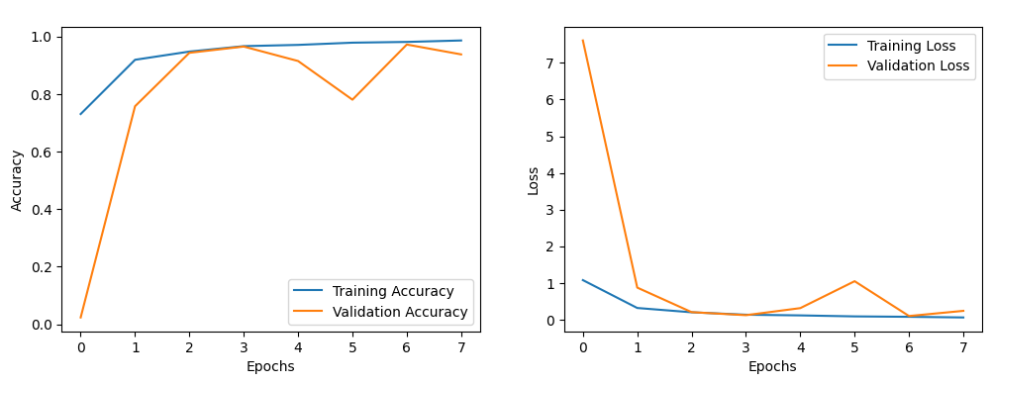 1.0
0.8
0.6
0.4
0.2
0.0
Accuracy
Training Accuracy
Validation Accuracy
0 1 2 3 4 5 6 7
Epochs
7
6
5
4
3
2
1
0
Loss
Training Loss
Validation Loss
0 1 2 3 4 5 6 7
Epochs